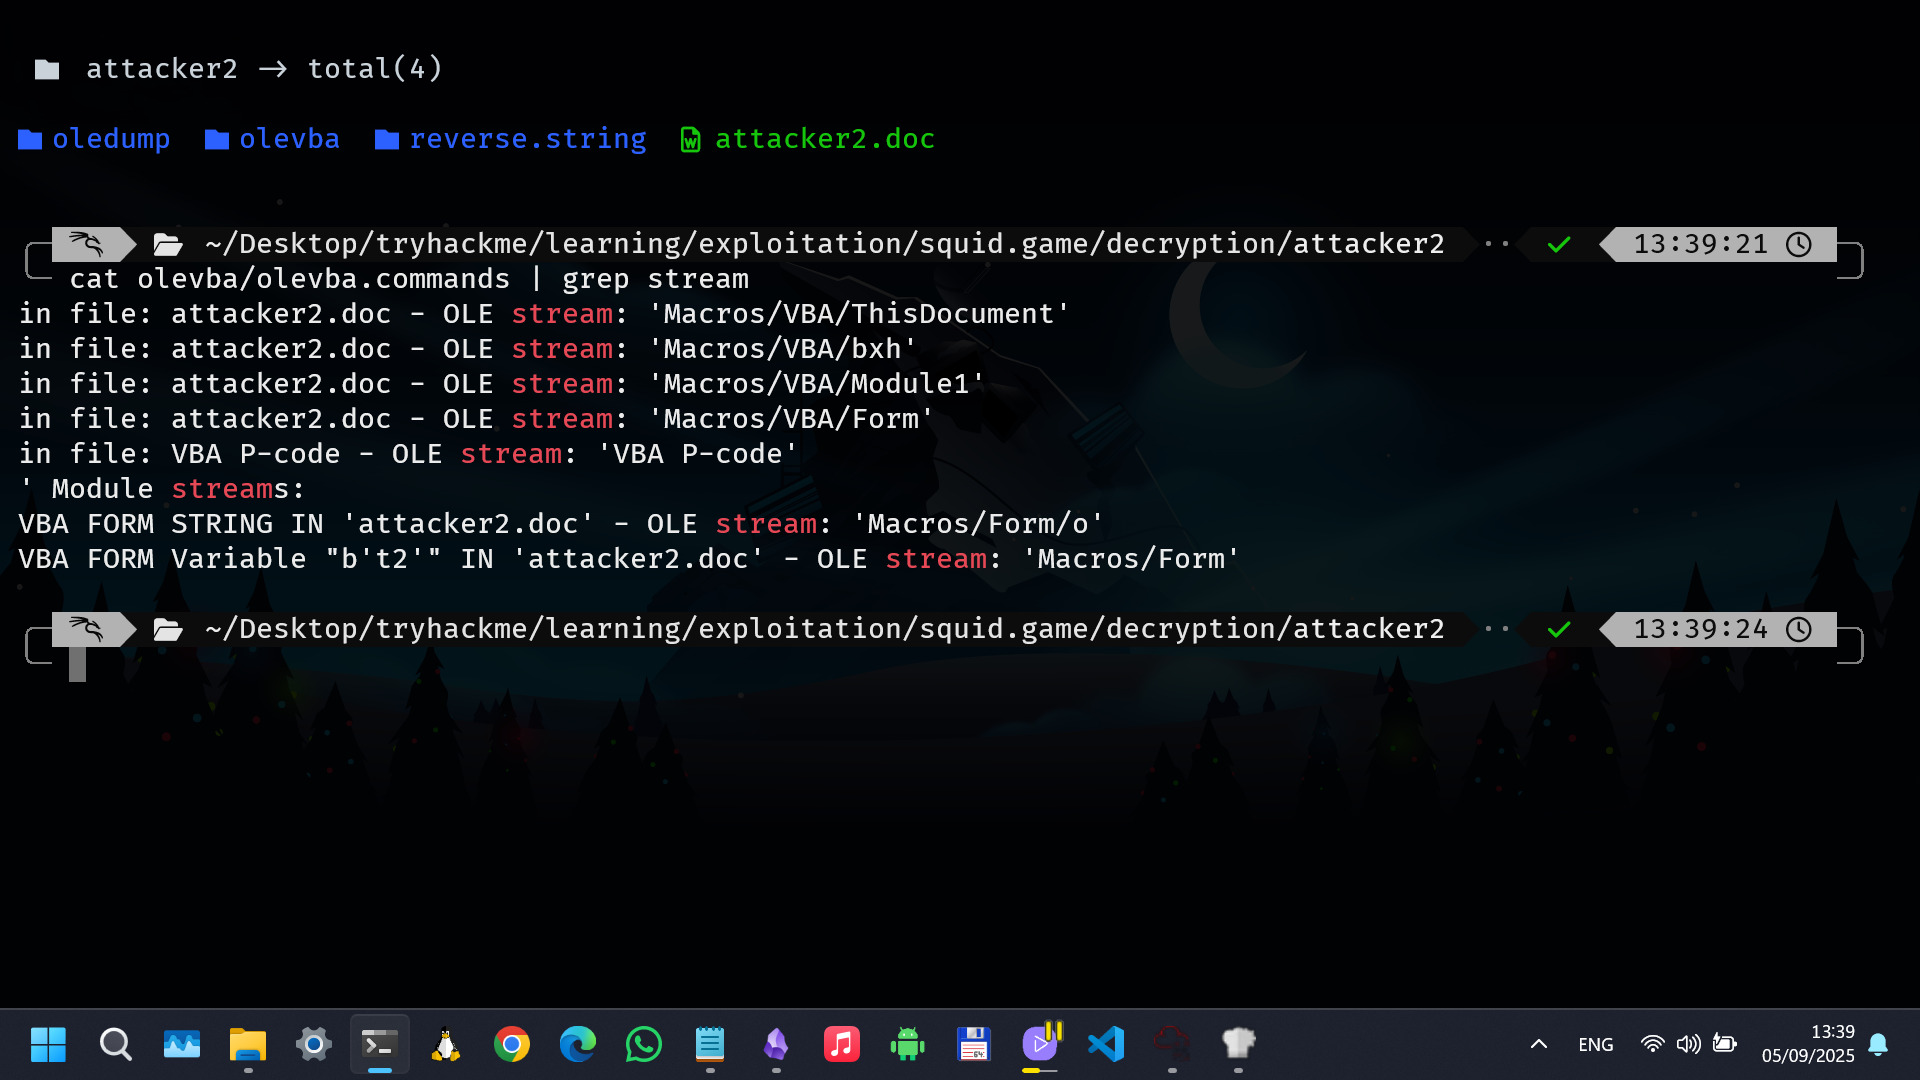 attacker2 → total(4)
oledump olevba reverse.string attacker2.doc
~/Desktop/tryhackme/learning/exploitation/squid.game/decryption/attacker2 ·· ✓ 13:39:21
cat olevba/olevba.commands | grep stream
in file: attacker2.doc - OLE stream: 'Macros/VBA/ThisDocument'
in file: attacker2.doc - OLE stream: 'Macros/VBA/bxh'
in file: attacker2.doc - OLE stream: 'Macros/VBA/Module1'
in file: attacker2.doc - OLE stream: 'Macros/VBA/Form'
in file: VBA P-code - OLE stream: 'VBA P-code'
' Module streams:
VBA FORM STRING IN 'attacker2.doc' - OLE stream: 'Macros/Form/o'
VBA FORM Variable "b't2'" IN 'attacker2.doc' - OLE stream: 'Macros/Form'
~/Desktop/tryhackme/learning/exploitation/squid.game/decryption/attacker2 ·· ✓ 13:39:24
64
ENG
13:39
05/09/2025